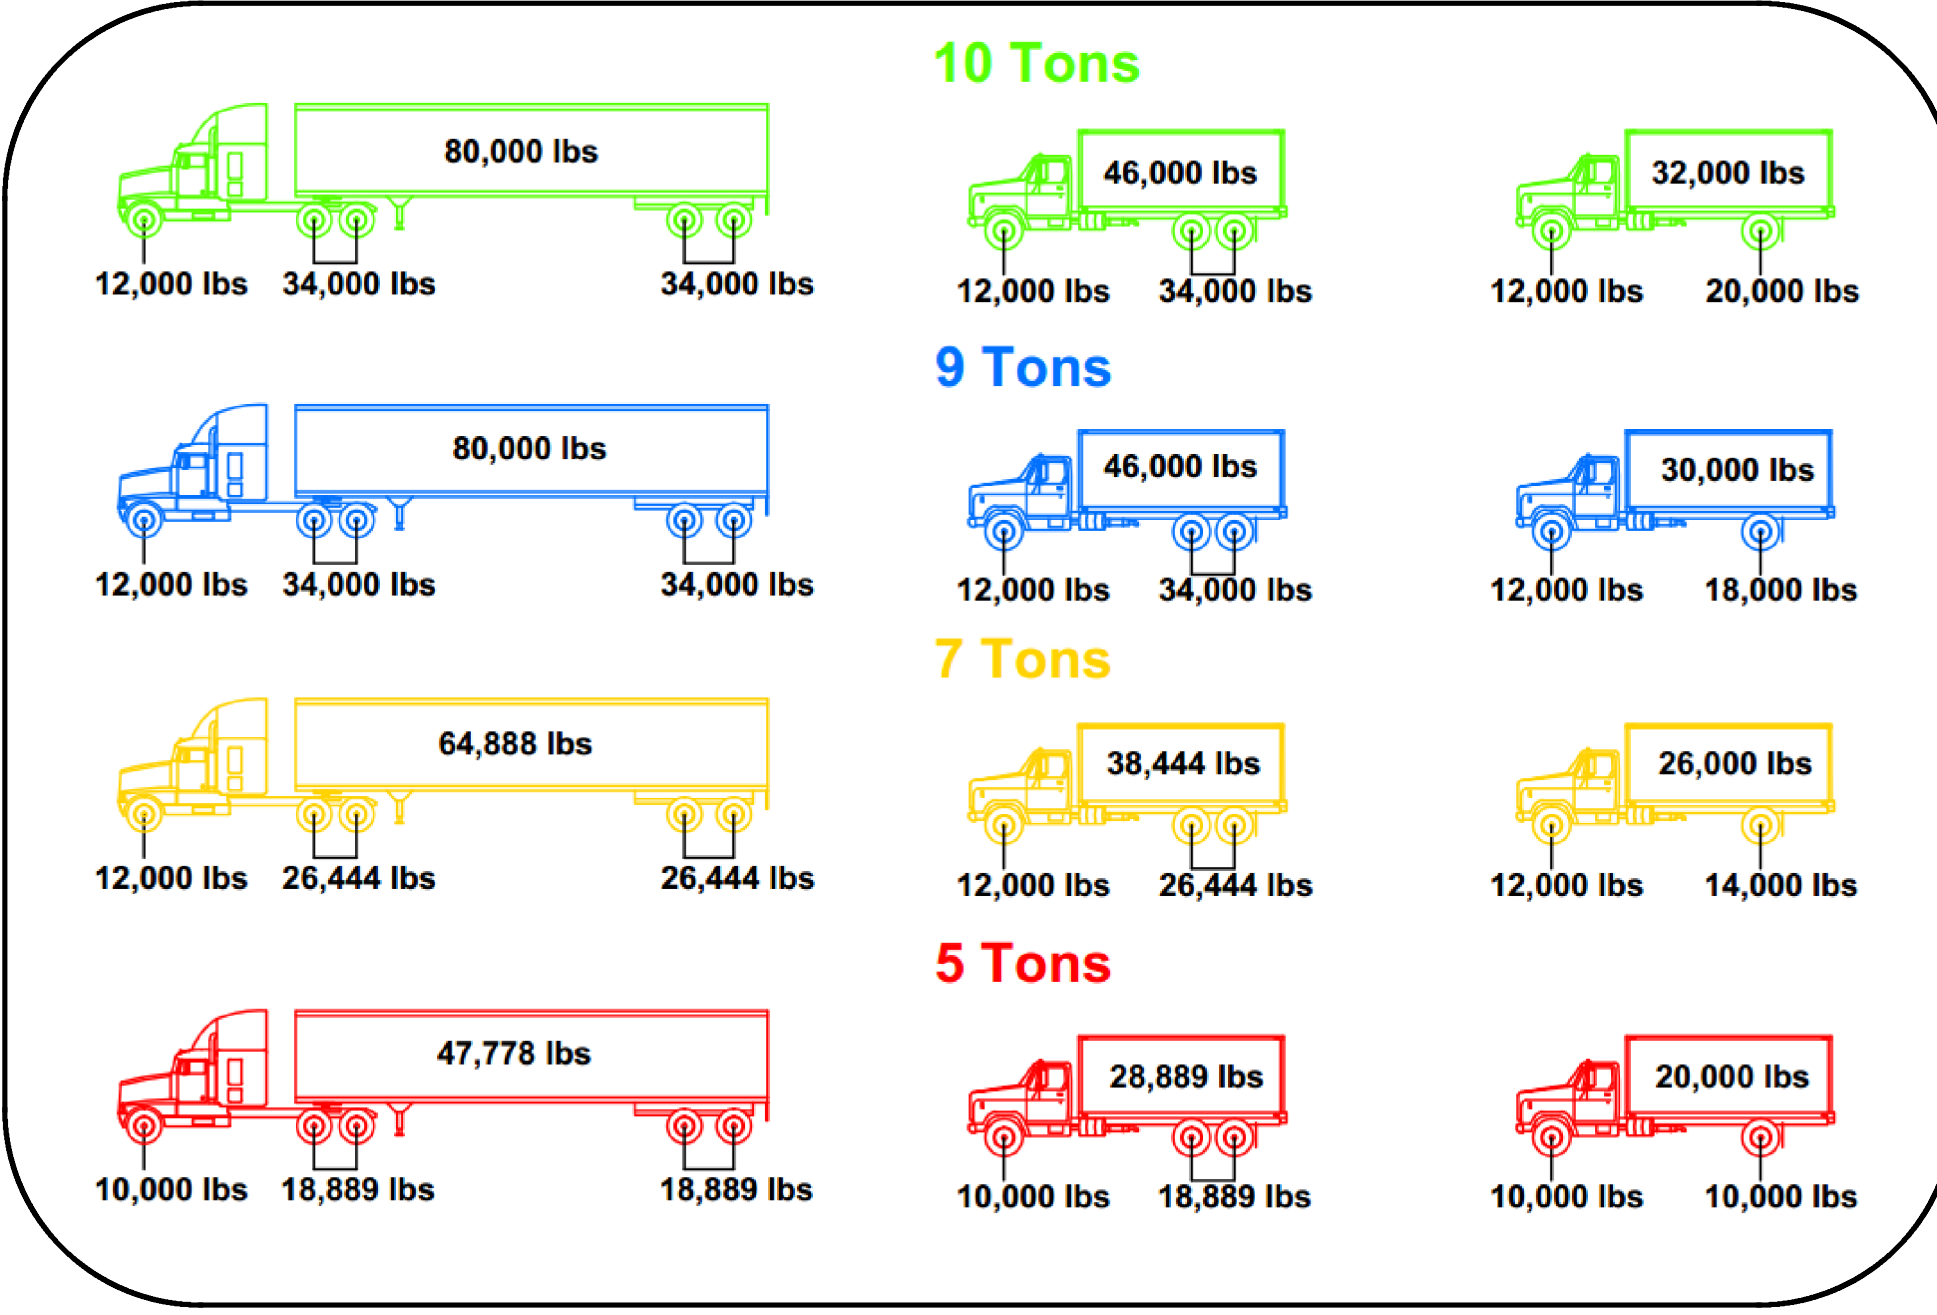 10 Tons
80,000 lbs
46,000 lbs
32,000 lbs
12,000 lbs 34,000 lbs 34,000 lbs
12,000 lbs 34,000 lbs
12,000 lbs 20,000 lbs
9 Tons
80,000 lbs
46,000 lbs
30,000 lbs
12,000 lbs 34,000 lbs 34,000 lbs
12,000 lbs 34,000 lbs
12,000 lbs 18,000 lbs
7 Tons
64,888 lbs
38,444 lbs
26,000 lbs
12,000 lbs 26,444 lbs 26,444 lbs
12,000 lbs 26,444 lbs
12,000 lbs 14,000 lbs
5 Tons
47,778 lbs
28,889 lbs
20,000 lbs
10,000 lbs 18,889 lbs 18,889 lbs
10,000 lbs 18,889 lbs
10,000 lbs 10,000 lbs